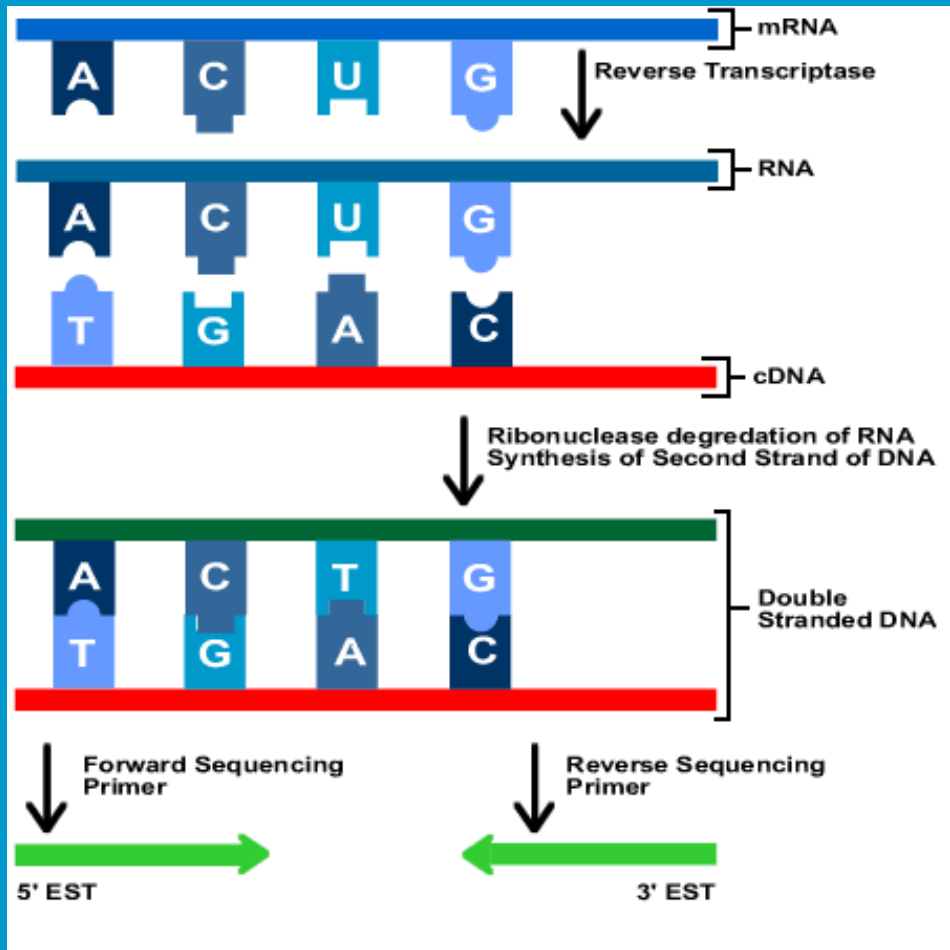 mRNA
A C U G
Reverse Transcriptase
RNA
A C U G
T G A C
cDNA
Ribonuclease degredation of RNA
Synthesis of Second Strand of DNA
A C T G
T G A C
Double
Stranded DNA
Forward Sequencing
Primer
Reverse Sequencing
Primer
5' EST
3' EST